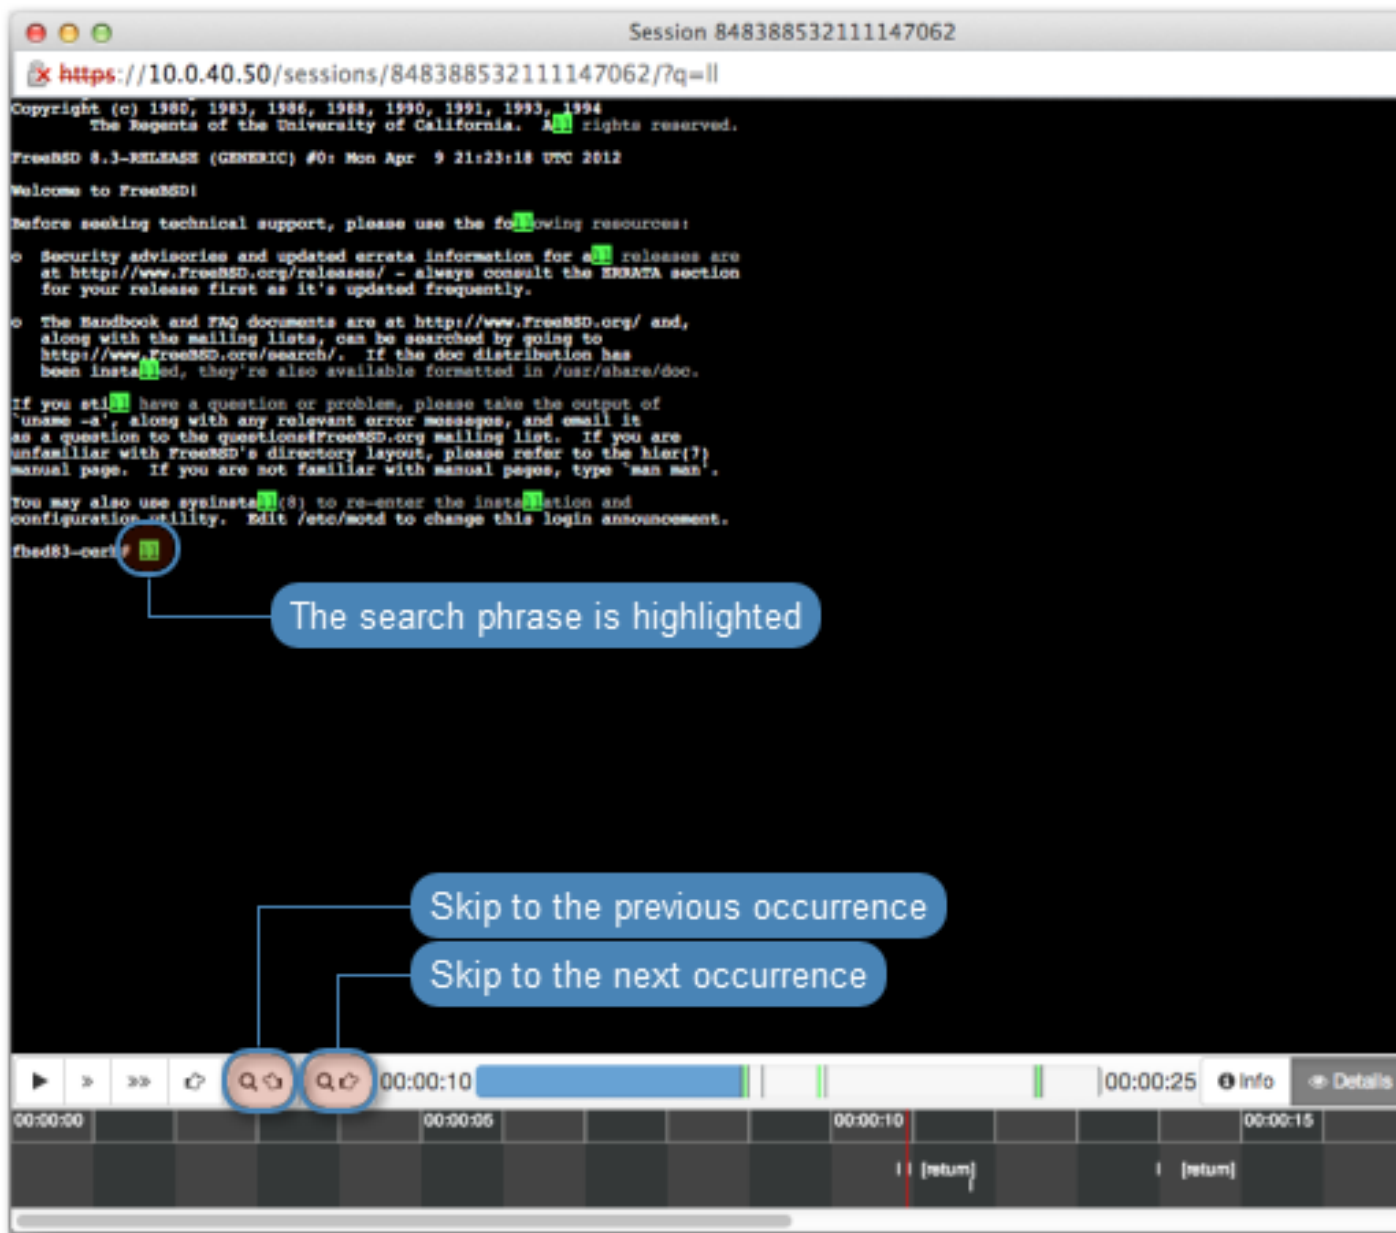 Session 848388532111147062
https://10.0.40.50/sessions/848388532111147062/?q=ll
Copyright (c) 1980, 1983, 1986, 1988, 1990, 1991, 1993, 1994
The Regents of the University of California. All rights reserved.
FreeBSD 8.3-RELEASE (GENERIC) #0: Mon Apr 9 21:23:18 UTC 2012
Welcome to FreeBSD!
Before seeking technical support, please use the following resources:
o Security advisories and updated errata information for all releases are
at http://www.FreeBSD.org/releases/ - always consult the ERRATA section
for your release first as it's updated frequently.
o The Handbook and FAQ documents are at http://www.FreeBSD.org/ and,
along with the mailing lists, can be searched by going to
http://www.FreeBSD.org/search/. If the doc distribution has
been installed, they're also available formatted in /usr/share/doc.
If you still have a question or problem, please take the output of
`uname -a', along with any relevant error messages, and email it
as a question to the questions@FreeBSD.org mailing list. If you are
unfamiliar with FreeBSD's directory layout, please refer to the hier(7)
manual page. If you are not familiar with manual pages, type `man man'.
You may also use sysinstall(8) to re-enter the installation and
configuration utility. Edit /etc/motd to change this login announcement.
fbsd83-cerb# ll
The search phrase is highlighted
Skip to the previous occurrence
Skip to the next occurrence
00:00:10 00:00:25 Info Details
00:00:00 00:00:05 00:00:10 00:00:15
l l [return] l [return]